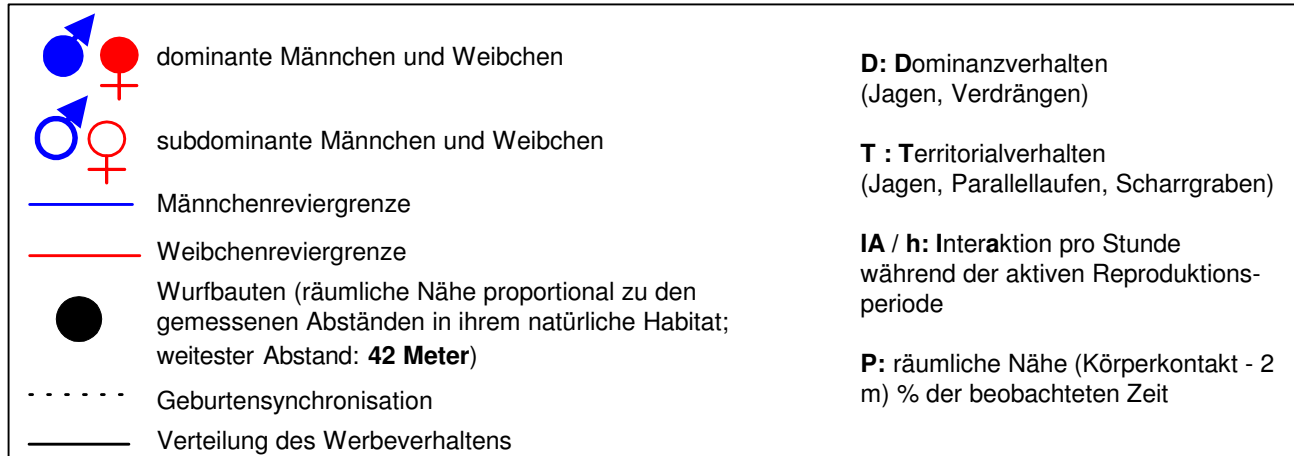 dominante Männchen und Weibchen
subdominante Männchen und Weibchen
Männchenreviergrenze
Weibchenreviergrenze
Wurfbauten (räumliche Nähe proportional zu den
gemessenen Abständen in ihrem natürliche Habitat;
weitester Abstand: 42 Meter)
Geburtensynchronisation
Verteilung des Werbeverhaltens
D: Dominanzverhalten
(Jagen, Verdrängen)
T : Territorialverhalten
(Jagen, Parallellaufen, Scharrgraben)
IA / h: Interaktion pro Stunde
während der aktiven Reproduktions-
periode
P: räumliche Nähe (Körperkontakt - 2
m) % der beobachteten Zeit